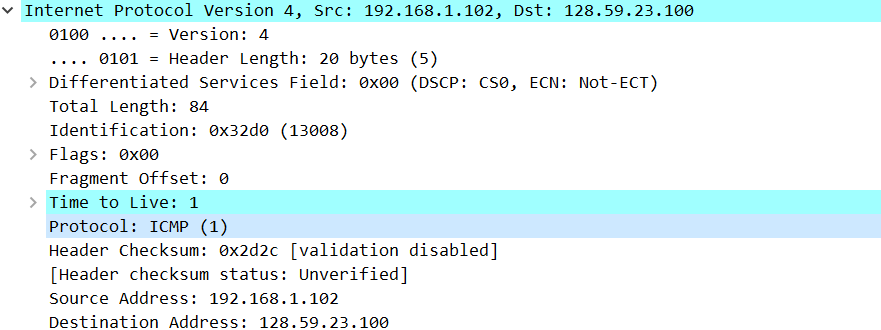 Internet Protocol Version 4, Src: 192.168.1.102, Dst: 128.59.23.100
0100 .... = Version: 4
.... 0101 = Header Length: 20 bytes (5)
Differentiated Services Field: 0x00 (DSCP: CS0, ECN: Not-ECT)
Total Length: 84
Identification: 0x32d0 (13008)
Flags: 0x00
Fragment Offset: 0
Time to Live: 1
Protocol: ICMP (1)
Header Checksum: 0x2d2c [validation disabled]
[Header checksum status: Unverified]
Source Address: 192.168.1.102
Destination Address: 128.59.23.100